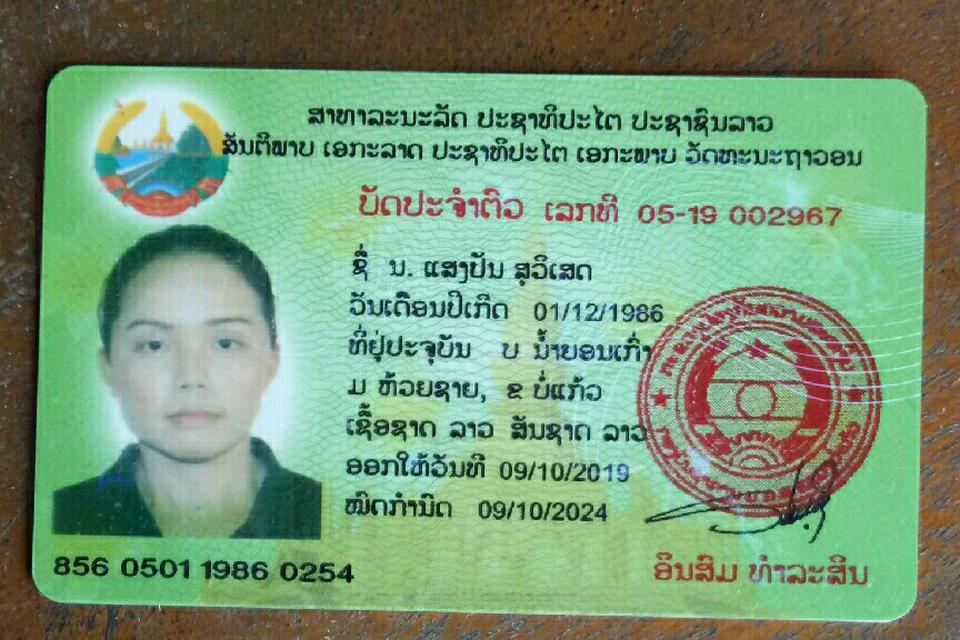 ສາທາລະນະລັດ ປະຊາທິປະໄຕ ປະຊາຊົນລາວ
ສັນຕິພາບ ເອກະລາດ ປະຊາທິປະໄຕ ເອກະພາບ ວັດທະນະຖາວອນ
ບັດປະຈຳຕົວ ເລກທີ 05-19 002967
ຊື່ ນ. ແສງປັນ ສຸວິເສດ
ວັນເດືອນປີເກີດ 01/12/1986
ທີ່ຢູ່ປະຈຸບັນ ບ ນ້ຳຍອນເກົ່າ
ມ ຫ້ວຍຊາຍ, ຂ ບໍ່ແກ້ວ
ເຊື້ອຊາດ ລາວ ສັນຊາດ ລາວ
ອອກໃຫ້ວັນທີ 09/10/2019
ໝົດກຳນົດ 09/10/2024
856 0501 1986 0254
ອິນສົມ ທຳລະສິນ